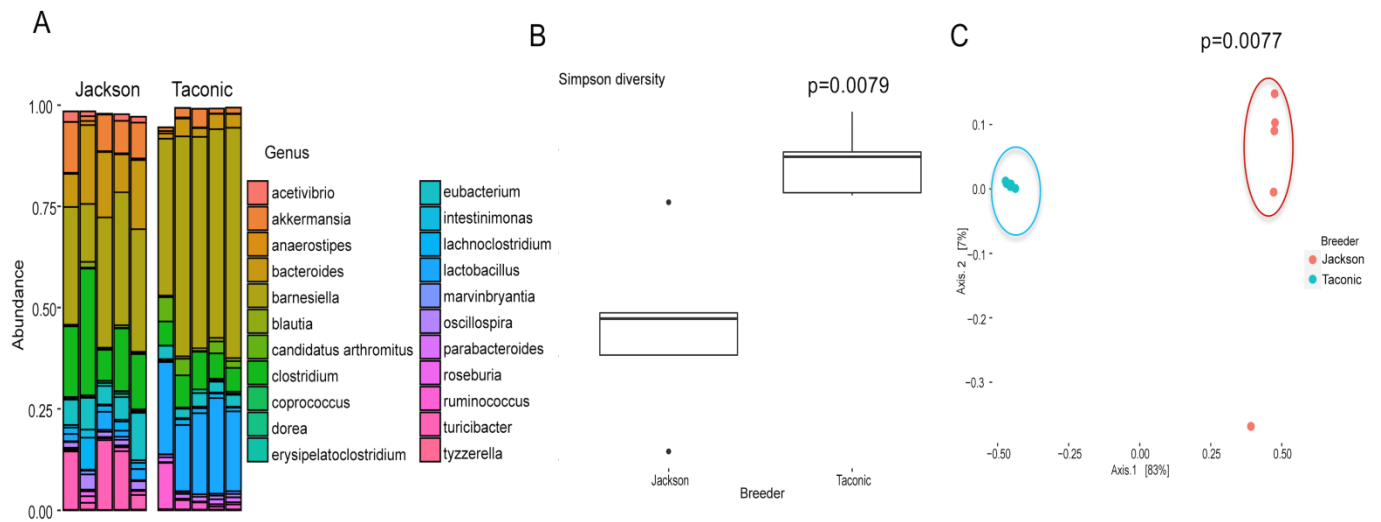 A
Jackson
Taconic
1.00
0.75
0.50
0.25
0.00
Abundance
Genus
acetivibrio
akkermansia
anaerostipes
bacteroides
barnesiella
blautia
candidatus arthromitus
clostridium
coprococcus
dorea
erysipelatoclostridium
eubacterium
intestinimonas
lachnoclostridium
lactobacillus
marvinbryantia
oscillospira
parabacteroides
roseburia
ruminococcus
turicibacter
tyzzerella
B
Simpson diversity
p=0.0079
Jackson
Taconic
Breeder
C
p=0.0077
0.1
0.0
−0.1
−0.2
−0.3
Axis. 2 [7%]
−0.50
−0.25
0.00
0.25
0.50
Axis.1 [83%]
Breeder
Jackson
Taconic